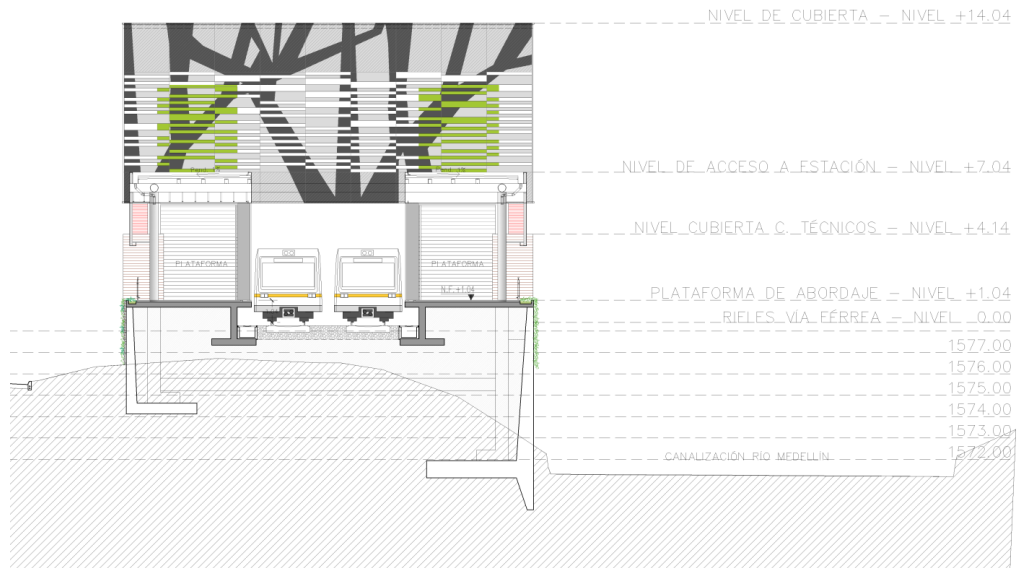 NIVEL DE CUBIERTA – NIVEL +14.04
NIVEL DE ACCESO A ESTACIÓN – NIVEL +7.04
NIVEL CUBIERTA C. TÉCNICOS – NIVEL +4.14
PLATAFORMA
PLATAFORMA
N.F.+1.04
PLATAFORMA DE ABORDAJE – NIVEL +1.04
RIELES VÍA FÉRREA – NIVEL 0.00
1577.00
1576.00
1575.00
1574.00
1573.00
1572.00
CANALIZACIÓN RÍO MEDELLÍN